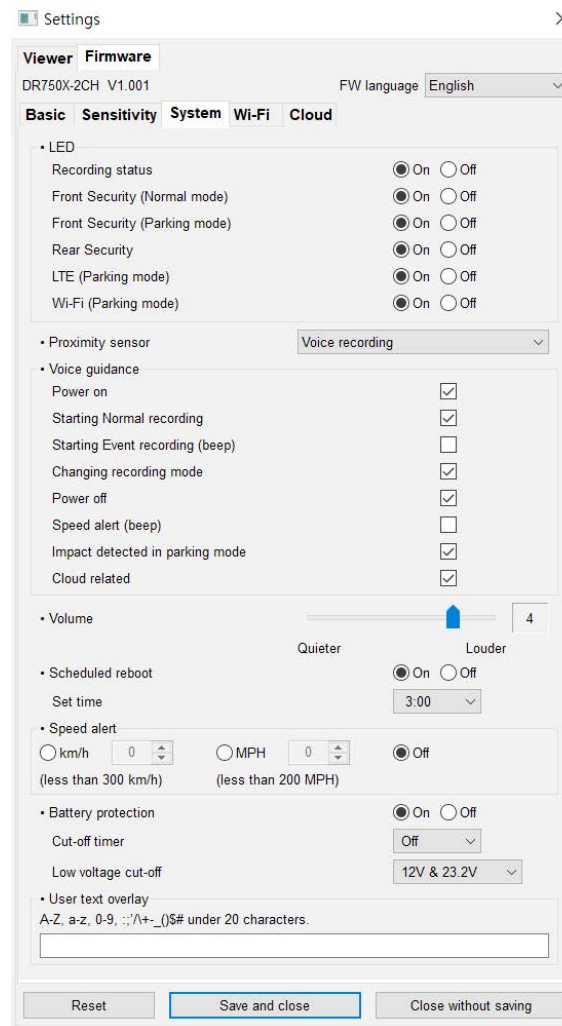 Settings
Viewer Firmware
DR750X-2CH V1.001 FW language English
Basic Sensitivity System Wi-Fi Cloud
• LED
Recording status On Off
Front Security (Normal mode) On Off
Front Security (Parking mode) On Off
Rear Security On Off
LTE (Parking mode) On Off
Wi-Fi (Parking mode) On Off
• Proximity sensor Voice recording
• Voice guidance
Power on
Starting Normal recording
Starting Event recording (beep)
Changing recording mode
Power off
Speed alert (beep)
Impact detected in parking mode
Cloud related
• Volume 4
Quieter Louder
• Scheduled reboot On Off
Set time 3:00
• Speed alert
km/h 0 MPH 0 Off
(less than 300 km/h) (less than 200 MPH)
• Battery protection On Off
Cut-off timer Off
Low voltage cut-off 12V & 23.2V
• User text overlay
A-Z, a-z, 0-9, :;'/\+-_()$# under 20 characters.
Reset Save and close Close without saving